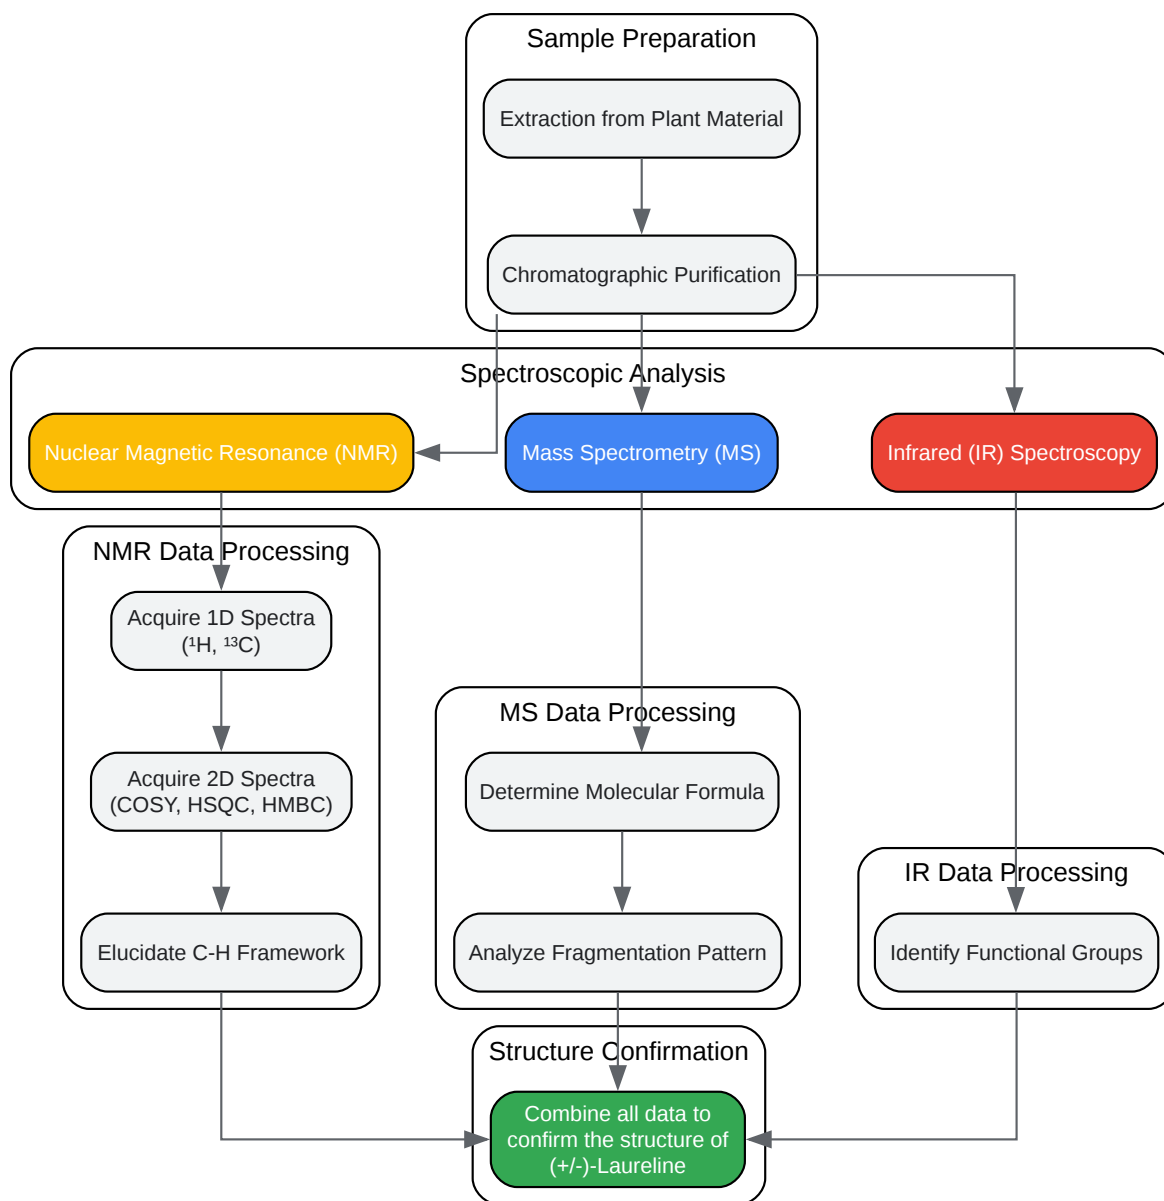 Sample Preparation
Extraction from Plant Material
Chromatographic Purification
Spectroscopic Analysis
Nuclear Magnetic Resonance (NMR)
Mass Spectrometry (MS)
Infrared (IR) Spectroscopy
NMR Data Processing
Acquire 1D Spectra
(¹H, ¹³C)
Acquire 2D Spectra
(COSY, HSQC, HMBC)
Elucidate C-H Framework
MS Data Processing
Determine Molecular Formula
Analyze Fragmentation Pattern
IR Data Processing
Identify Functional Groups
Structure Confirmation
Combine all data to
confirm the structure of
(+/-)-Laureline